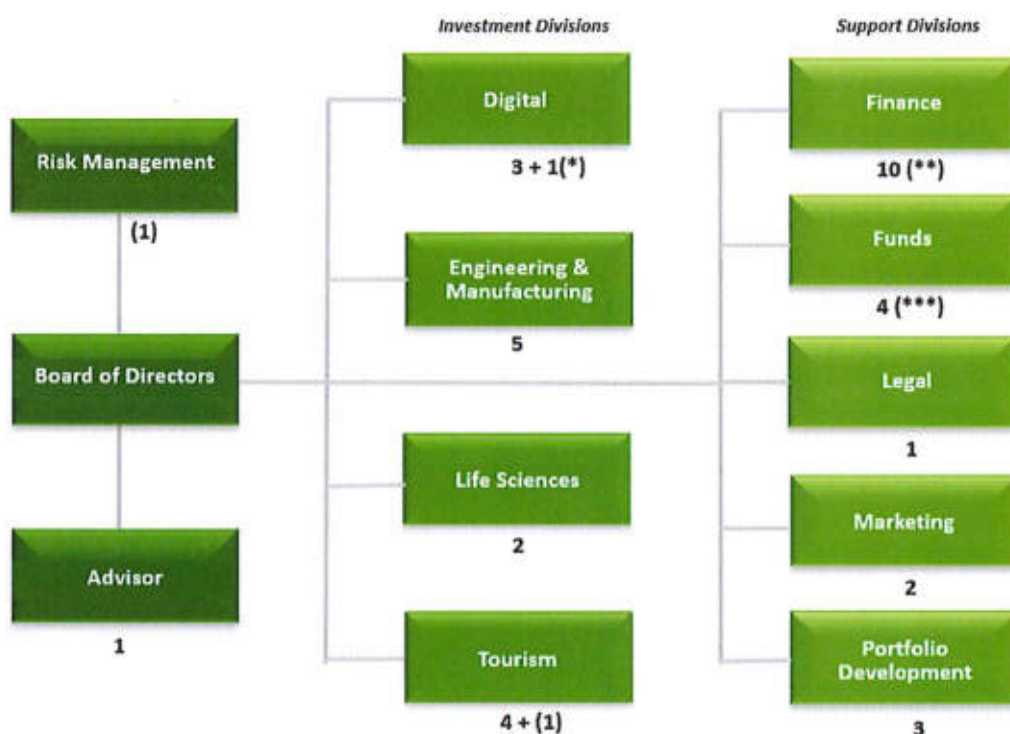 Investment Divisions
Support Divisions
Risk Management
(1)
Board of Directors
Advisor
1
Digital
3 + 1(*)
Engineering &
Manufacturing
5
Life Sciences
2
Tourism
4 + (1)
Finance
10 (**)
Funds
4 (***)
Legal
1
Marketing
2
Portfolio
Development
3